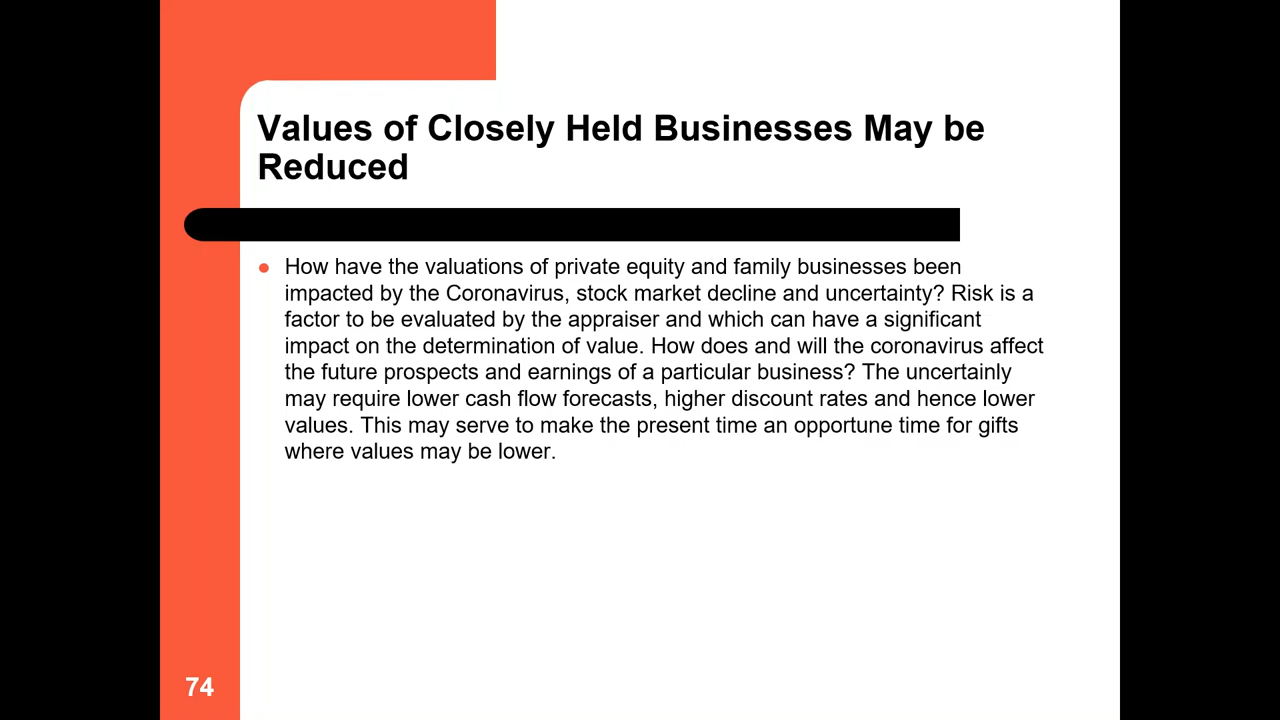 Values of Closely Held Businesses May be
Reduced
How have the valuations of private equity and family businesses been
impacted by the Coronavirus, stock market decline and uncertainty? Risk is a
factor to be evaluated by the appraiser and which can have a significant
impact on the determination of value. How does and will the coronavirus affect
the future prospects and earnings of a particular business? The uncertainly
may require lower cash flow forecasts, higher discount rates and hence lower
values. This may serve to make the present time an opportune time for gifts
where values may be lower.
74